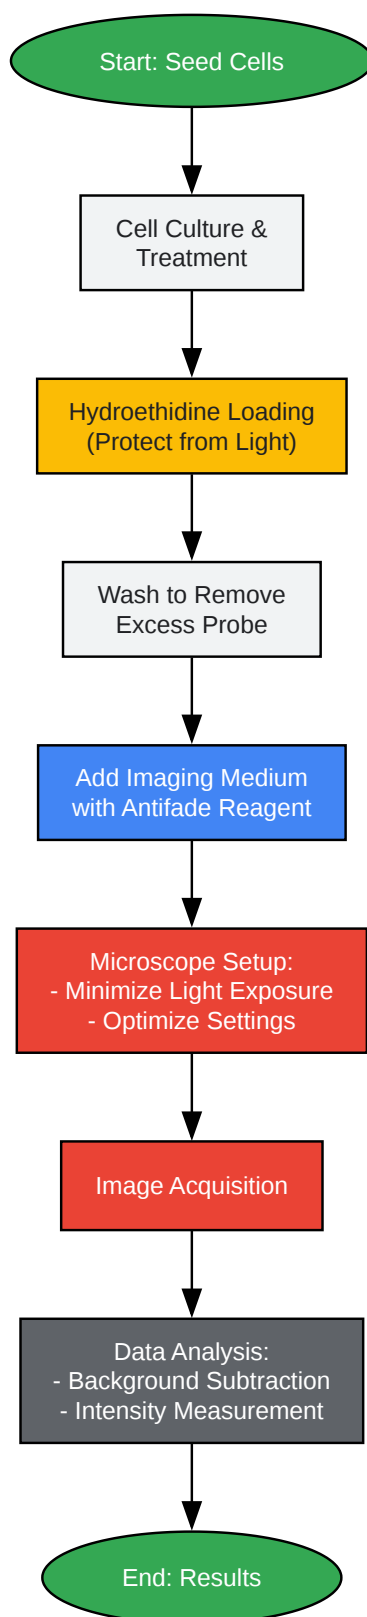 Start: Seed Cells
Cell Culture &
Treatment
Hydroethidine Loading
(Protect from Light)
Wash to Remove
Excess Probe
Add Imaging Medium
with Antifade Reagent
Microscope Setup:
- Minimize Light Exposure
- Optimize Settings
Image Acquisition
Data Analysis:
- Background Subtraction
- Intensity Measurement
End: Results